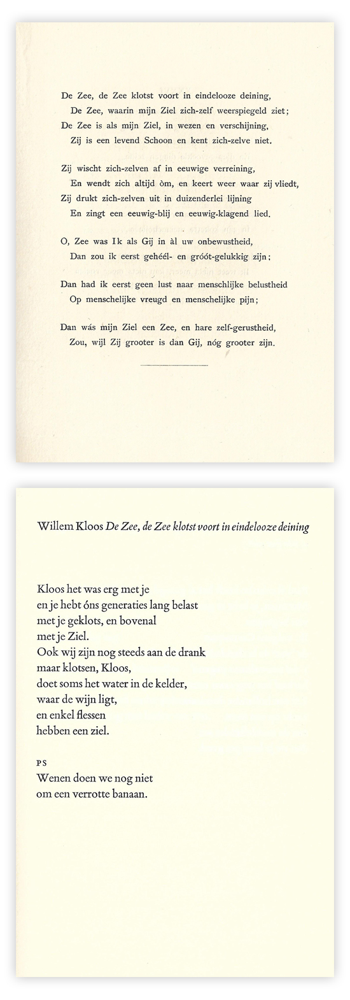 De Zee, de Zee klotst voort in eindelooze deining,
De Zee, waarin mijn Ziel zich-zelf weerspiegeld ziet;
De Zee is als mijn Ziel, in wezen en verschijning,
Zij is een levend Schoon en kent zich-zelve niet.

Zij wischt zich-zelven af in eeuwige verreining,
En wendt zich altijd òm, en keert weer waar zij vliedt,
Zij drukt zich-zelven uit in duizenderlei lijning
En zingt een eeuwig-blij en eeuwig-klagend lied.

O, Zee was Ik als Gij in àl uw onbewustheid,
Dan zou ik eerst gehéél- en gróót-gelukkig zijn;

Dan had ik eerst geen lust naar menschlijke belustheid
Op menschelijke vreugd en menschelijke pijn;

Dan wás mijn Ziel een Zee, en hare zelf-gerustheid,
Zou, wijl Zij grooter is dan Gij, nóg grooter zijn.

Willem Kloos De Zee, de Zee klotst voort in eindelooze deining

Kloos het was erg met je
en je hebt óns generaties lang belast
met je geklots, en bovenal
met je Ziel.
Ook wij zijn nog steeds aan de drank
maar klotsen, Kloos,
doet soms het water in de kelder,
waar de wijn ligt,
en enkel flessen
hebben een ziel.

PS
Wenen doen we nog niet
om een verrotte banaan.